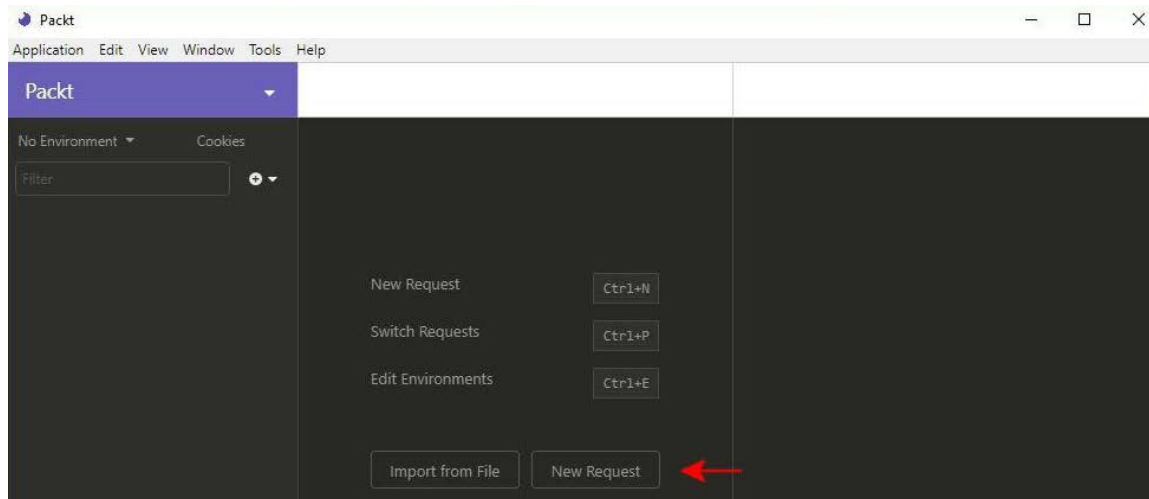 Packt
Application Edit View Window Tools Help
Packt
No Environment Cookies
Filter
New Request Ctrl+N
Switch Requests Ctrl+P
Edit Environments Ctrl+E
Import from File New Request